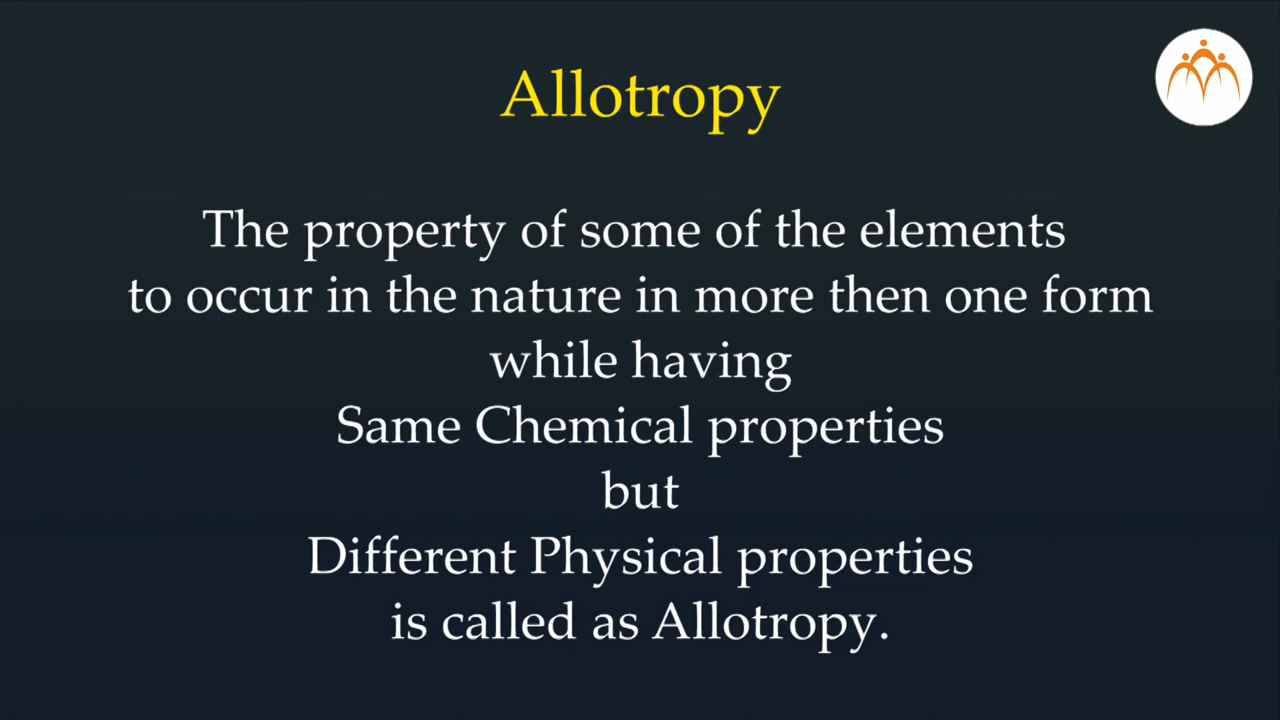 Allotropy
The property of some of the elements
to occur in the nature in more then one form
while having
Same Chemical properties
but
Different Physical properties
is called as Allotropy.